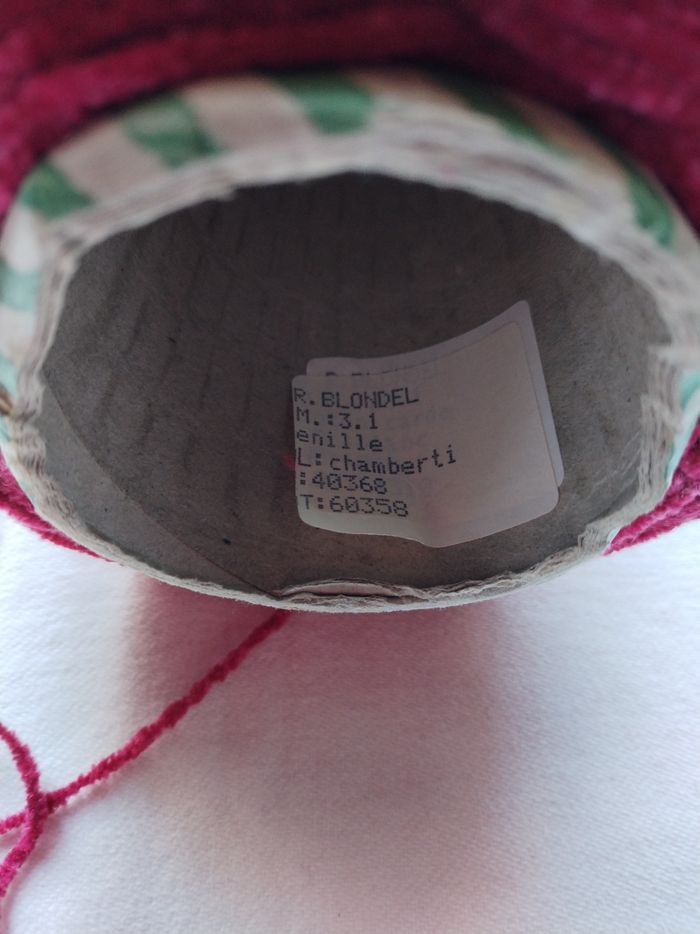 R.BLONDEL
M.:3.1
enille
L:chamberti
:40368
T:60358